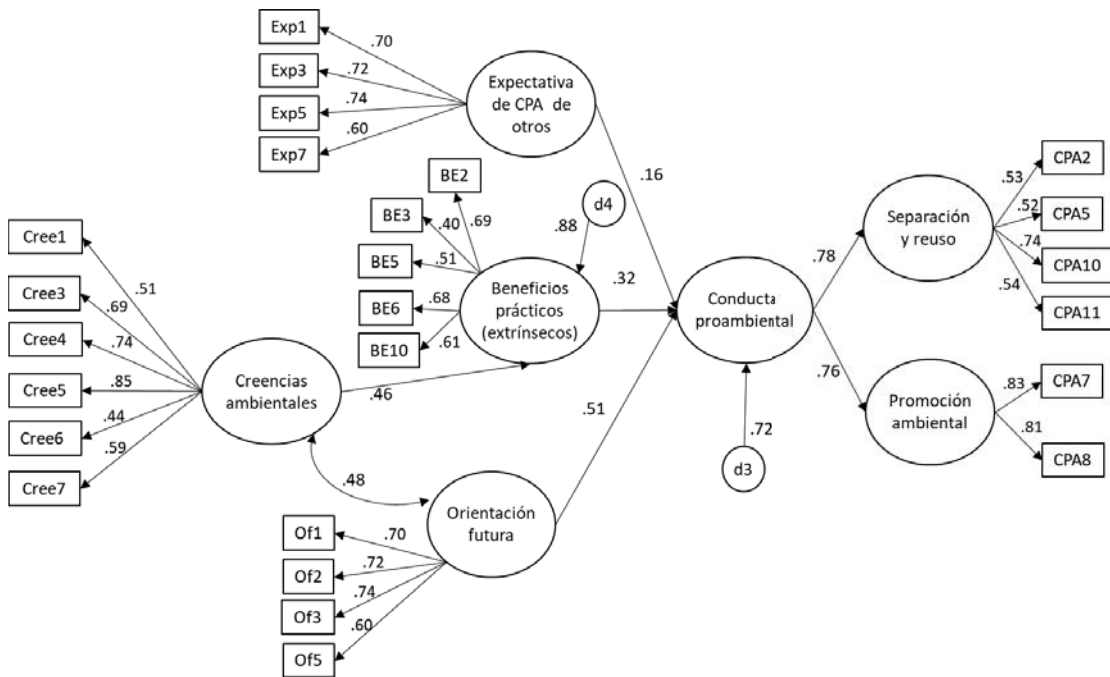 Exp1
Exp3
Exp5
Exp7
.70
.72
.74
.60
Expectativa
de CPA de
otros
.16
BE2
BE3
BE5
BE6
BE10
.69
.40
.51
.68
.61
d4
.88
Beneficios
prácticos
(extrínsecos)
.32
Cree1
Cree3
Cree4
Cree5
Cree6
Cree7
.51
.69
.74
.85
.44
.59
Creencias
ambientales
.46
.48
Orientación
futura
.51
Of1
Of2
Of3
Of5
.70
.72
.74
.60
Conducta
proambiental
.72
d3
.78
.76
Separación
y reuso
.53
.52
.74
.54
CPA2
CPA5
CPA10
CPA11
Promoción
ambiental
.83
.81
CPA7
CPA8